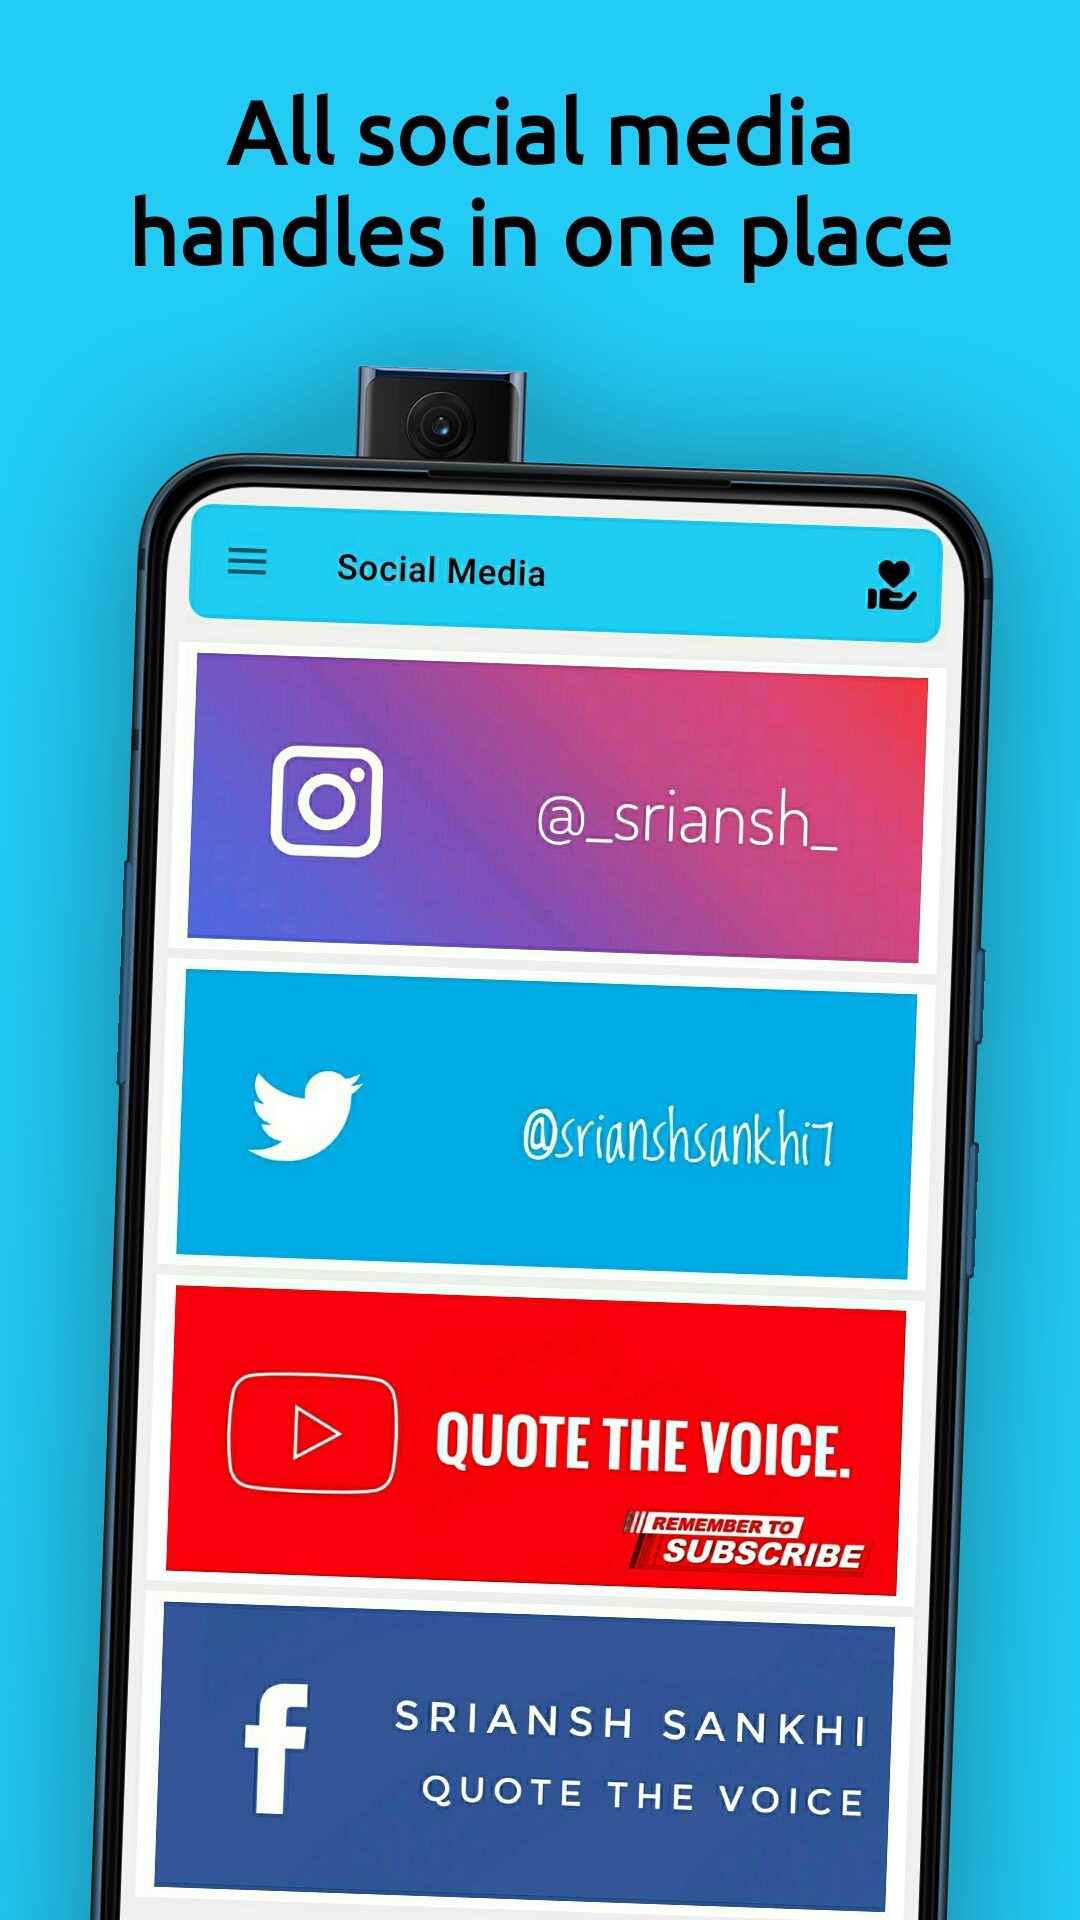 All social media
handles in one place
Social Media
@_sriansh_
@srianshsankhi7
QUOTE THE VOICE.
REMEMBER TO
SUBSCRIBE
SRIANSH SANKHI
QUOTE THE VOICE